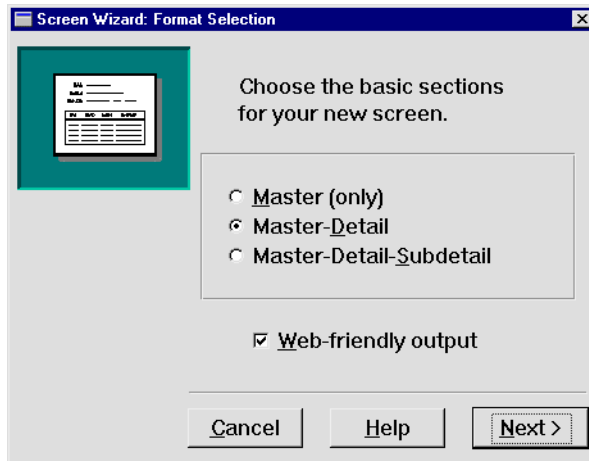 Screen Wizard: Format Selection
Choose the basic sections
for your new screen.
Master (only)
Master-Detail
Master-Detail-Subdetail
Web-friendly output
Cancel
Help
Next >